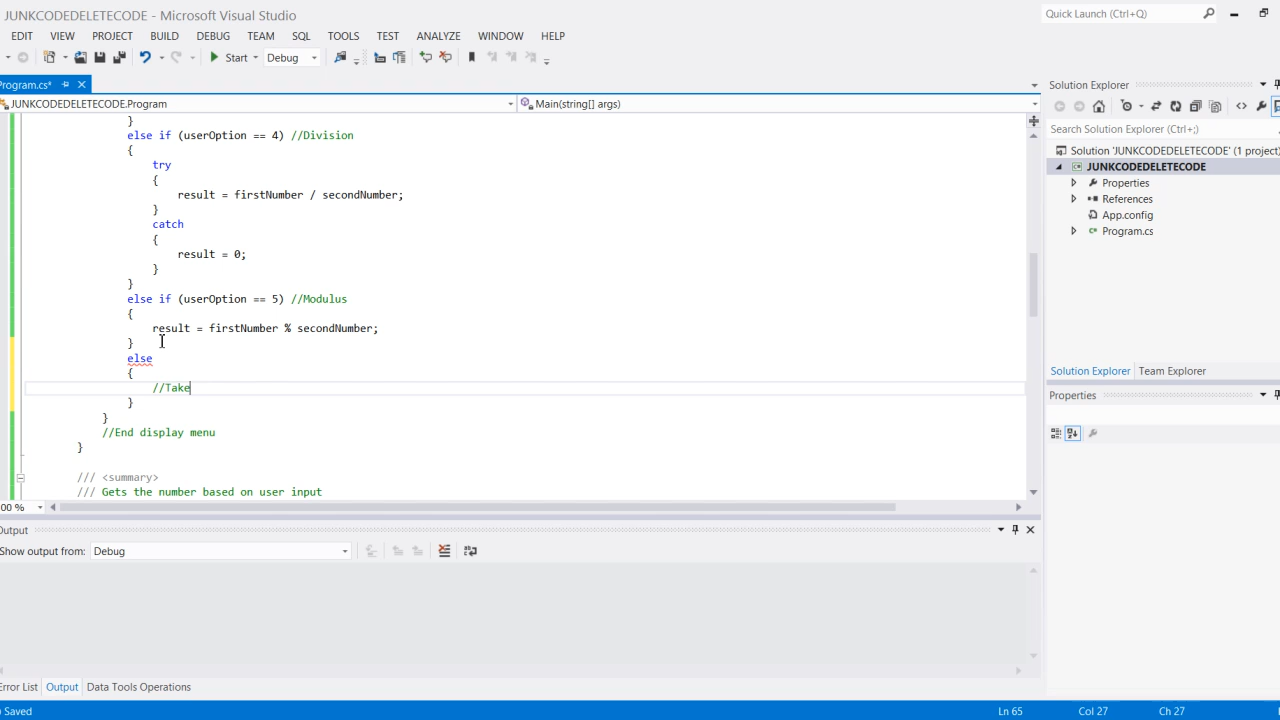 JUNKCODEDELETECODE - Microsoft Visual Studio
Quick Launch (Ctrl+Q)
EDIT VIEW PROJECT BUILD DEBUG TEAM SQL TOOLS TEST ANALYZE WINDOW HELP
Start Debug
Program.cs*
JUNKCODEDELETECODE.Program
Main(string[] args)
}
else if (userOption == 4) //Division
{
try
{
result = firstNumber / secondNumber;
}
catch
{
result = 0;
}
}
else if (userOption == 5) //Modulus
{
result = firstNumber % secondNumber;
}
else
{
//Take
}
}
//End display menu
}
/// <summary>
/// Gets the number based on user input
00 %
Output
Show output from: Debug
Error List Output Data Tools Operations
Saved
Ln 65 Col 27 Ch 27
Solution Explorer
Search Solution Explorer (Ctrl+;)
Solution 'JUNKCODEDELETECODE' (1 project)
JUNKCODEDELETECODE
Properties
References
App.config
Program.cs
Solution Explorer Team Explorer
Properties